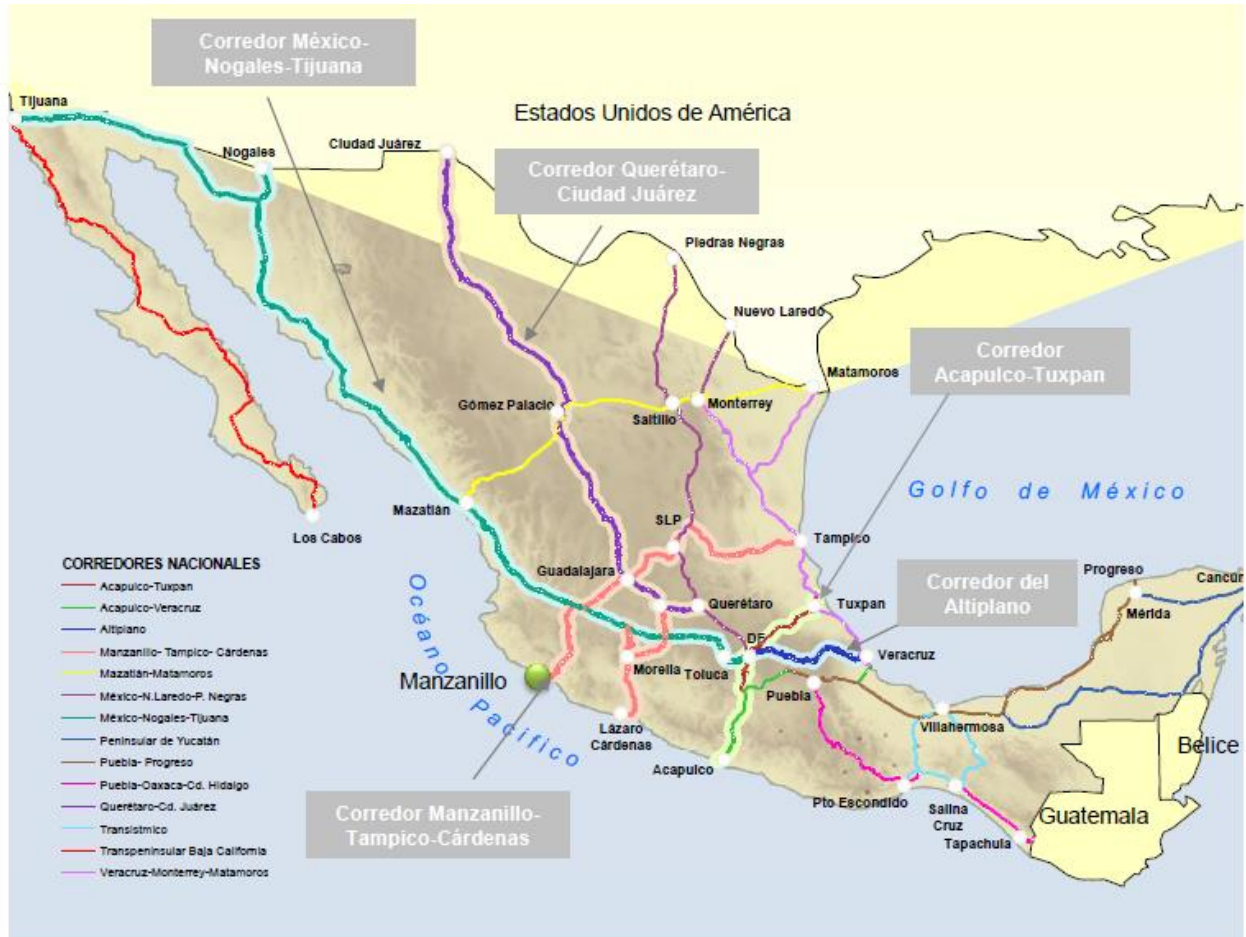 Corredor México-
Nogales-Tijuana
Tijuana
Estados Unidos de América
Nogales
Ciudad Juárez
Corredor Querétaro-
Ciudad Juárez
Piedras Negras
Nuevo Laredo
Corredor
Acapulco-Tuxpan
Matamoros
Gómez Palacio
Saltillo
Monterrey
Mazatlán
Golfo de México
Los Cabos
SLP
Tampico
CORREDORES NACIONALES
Acapulco-Tuxpan
Acapulco-Veracruz
Altiplano
Manzanillo- Tampico- Cárdenas
Mazatlán-Matamoros
México-N.Laredo-P. Negras
México-Nogales-Tijuana
Peninsular de Yucatán
Puebla- Progreso
Puebla-Oaxaca-Cd. Hidalgo
Querétaro-Cd. Juárez
Transístmico
Transpeninsular Baja California
Veracruz-Monterrey-Matamoros
Guadalajara
Océano Pacífico
Querétaro
Tuxpan
Corredor del
Altiplano
Progreso
Cancún
Mérida
DF
Veracruz
Manzanillo
Morelia
Toluca
Puebla
Lázaro
Cárdenas
Villahermosa
Belice
Acapulco
Pto Escondido
Salina
Cruz
Guatemala
Tapachula
Corredor Manzanillo-
Tampico-Cárdenas